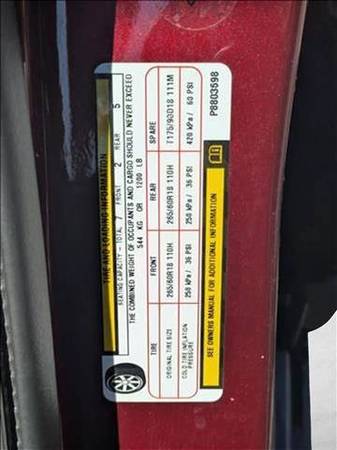 TIRE AND LOADING INFORMATION
SEATING CAPACITY - TOTAL 7 FRONT 2 REAR 5
THE COMBINED WEIGHT OF OCCUPANTS AND CARGO SHOULD NEVER EXCEED
544 KG OR 1200 LB
TIRE FRONT REAR SPARE
ORIGINAL TIRE SIZE 265/60R18 110H 265/60R18 110H T175/90D18 111M
COLD TIRE INFLATION PRESSURE 250 kPa / 36 PSI 250 kPa / 36 PSI 420 kPa / 60 PSI
SEE OWNERS MANUAL FOR ADDITIONAL INFORMATION
P8803598